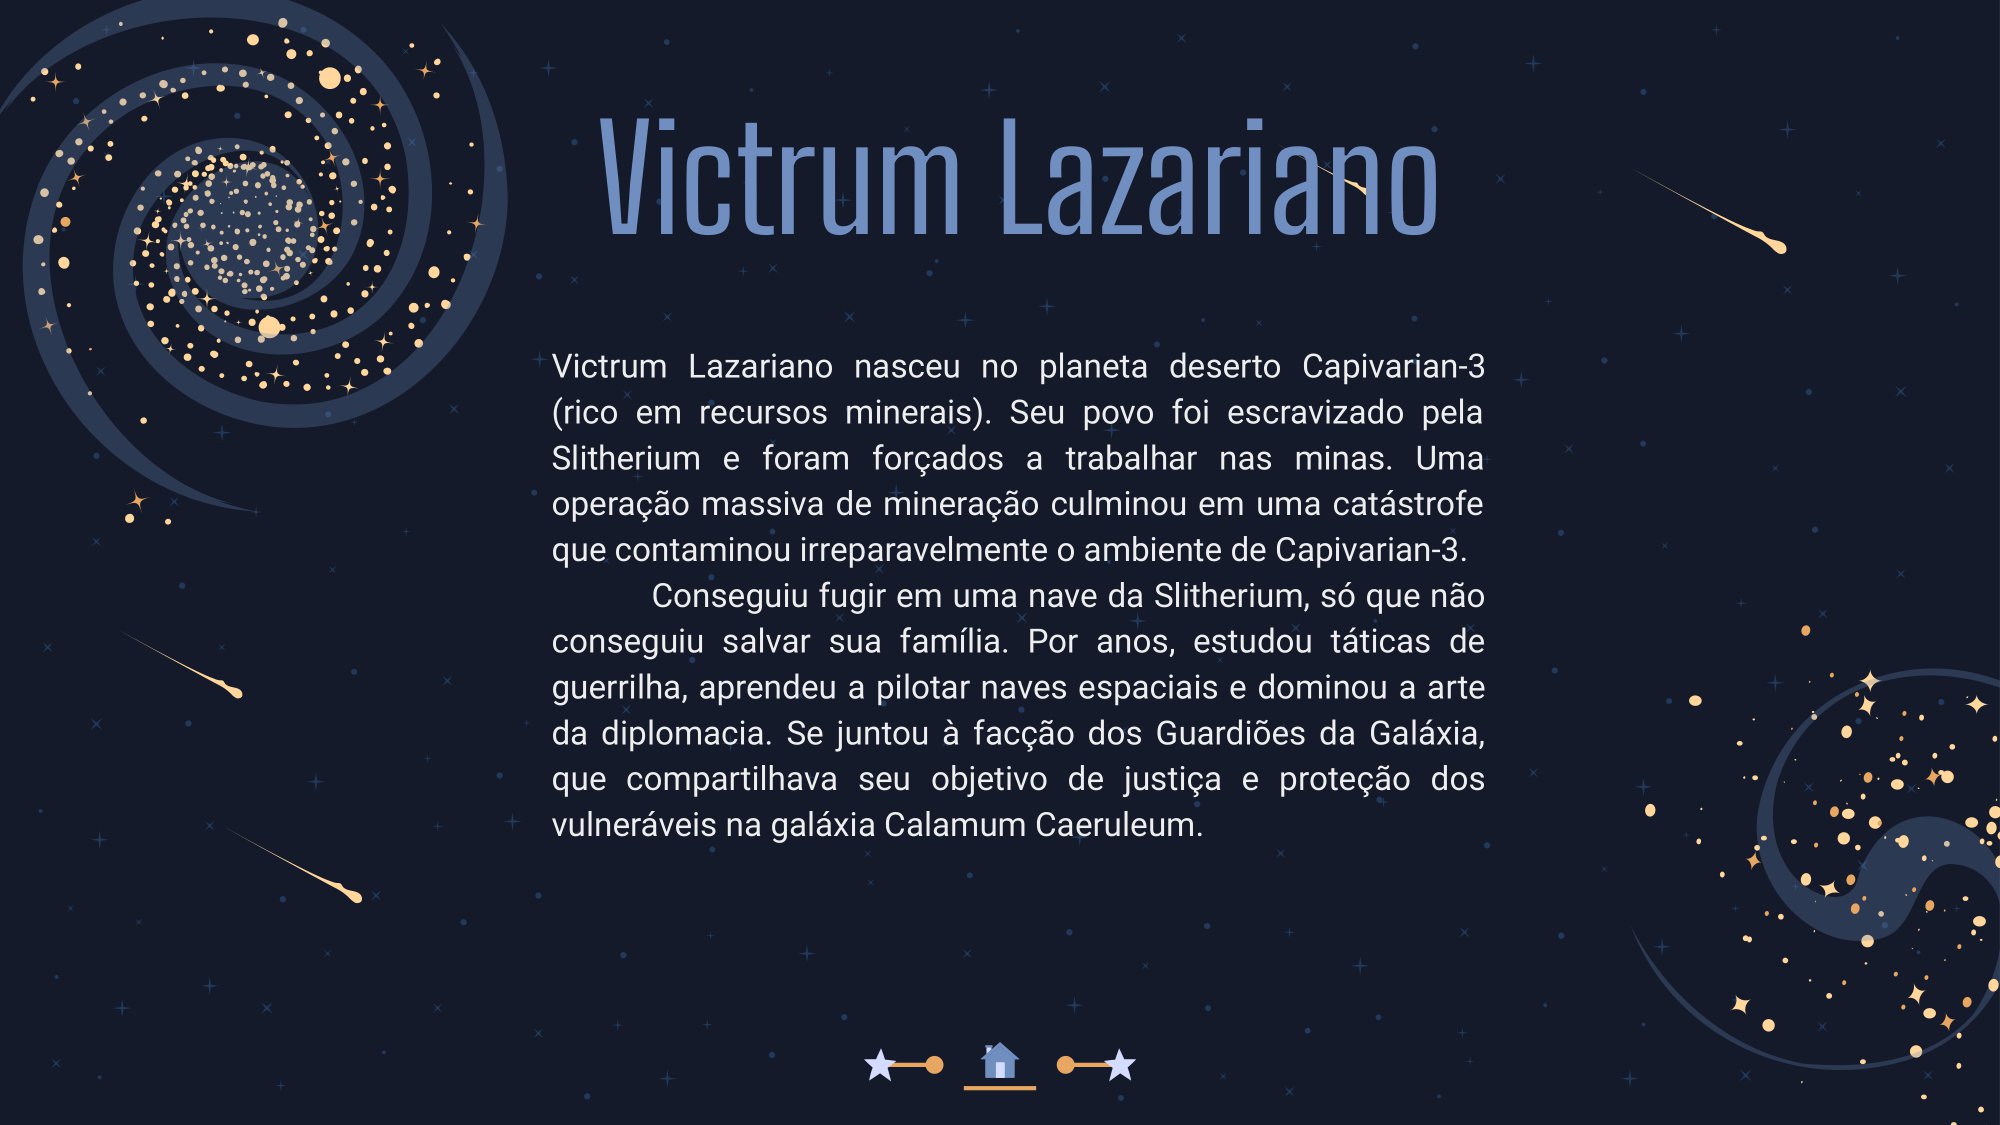 Victrum Lazariano
Victrum Lazariano nasceu no planeta deserto Capivarian-3
(rico em recursos minerais). Seu povo foi escravizado pela
Slitherium e foram forçados a trabalhar nas minas. Uma
operação massiva de mineração culminou em uma catástrofe
que contaminou irreparavelmente o ambiente de Capivarian-3.
Conseguiu fugir em uma nave da Slitherium, só que não
conseguiu salvar sua família. Por anos, estudou táticas de
guerrilha, aprendeu a pilotar naves espaciais e dominou a arte
da diplomacia. Se juntou à facção dos Guardiões da Galáxia,
que compartilhava seu objetivo de justiça e proteção dos
vulneráveis na galáxia Calamum Caeruleum.